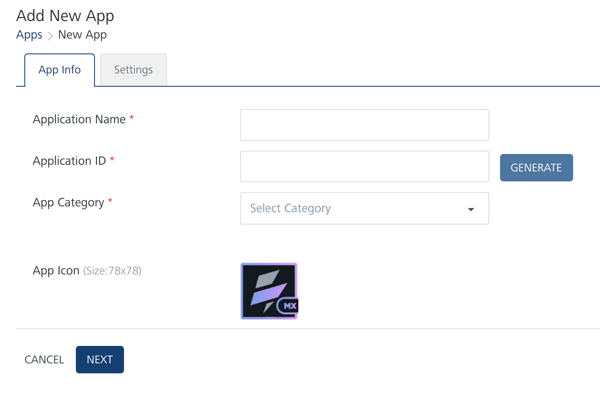 Add New App
Apps > New App
App Info Settings
Application Name *
Application ID * GENERATE
App Category * Select Category
App Icon (Size:78x78)
MX
CANCEL NEXT